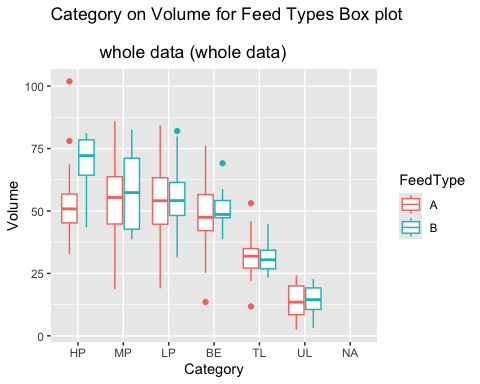 Category on Volume for Feed Types Box plot
whole data (whole data)
100
75
50
25
0
Volume
HP MP LP BE TL UL NA
Category
FeedType
A
B